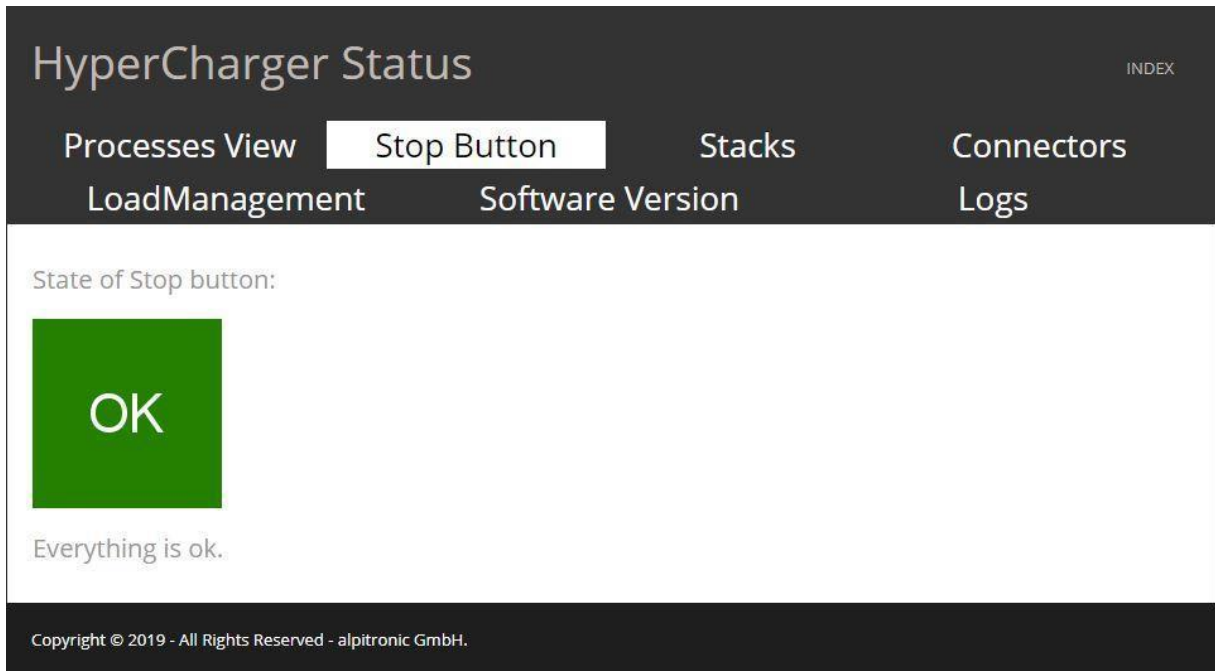 HyperCharger Status
INDEX
Processes View Stop Button Stacks Connectors
LoadManagement Software Version Logs
State of Stop button:
OK
Everything is ok.
Copyright © 2019 - All Rights Reserved - alpitronic GmbH.